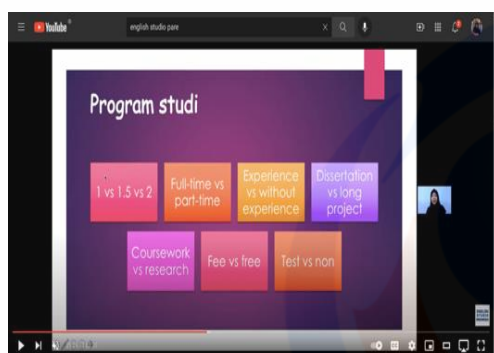 YouTube
english studio pare
Program studi
1 vs 1.5 vs 2
Full-time vs
part-time
Experience
vs without
experience
Dissertation
vs long
project
Coursework
vs research
Fee vs free
Test vs non